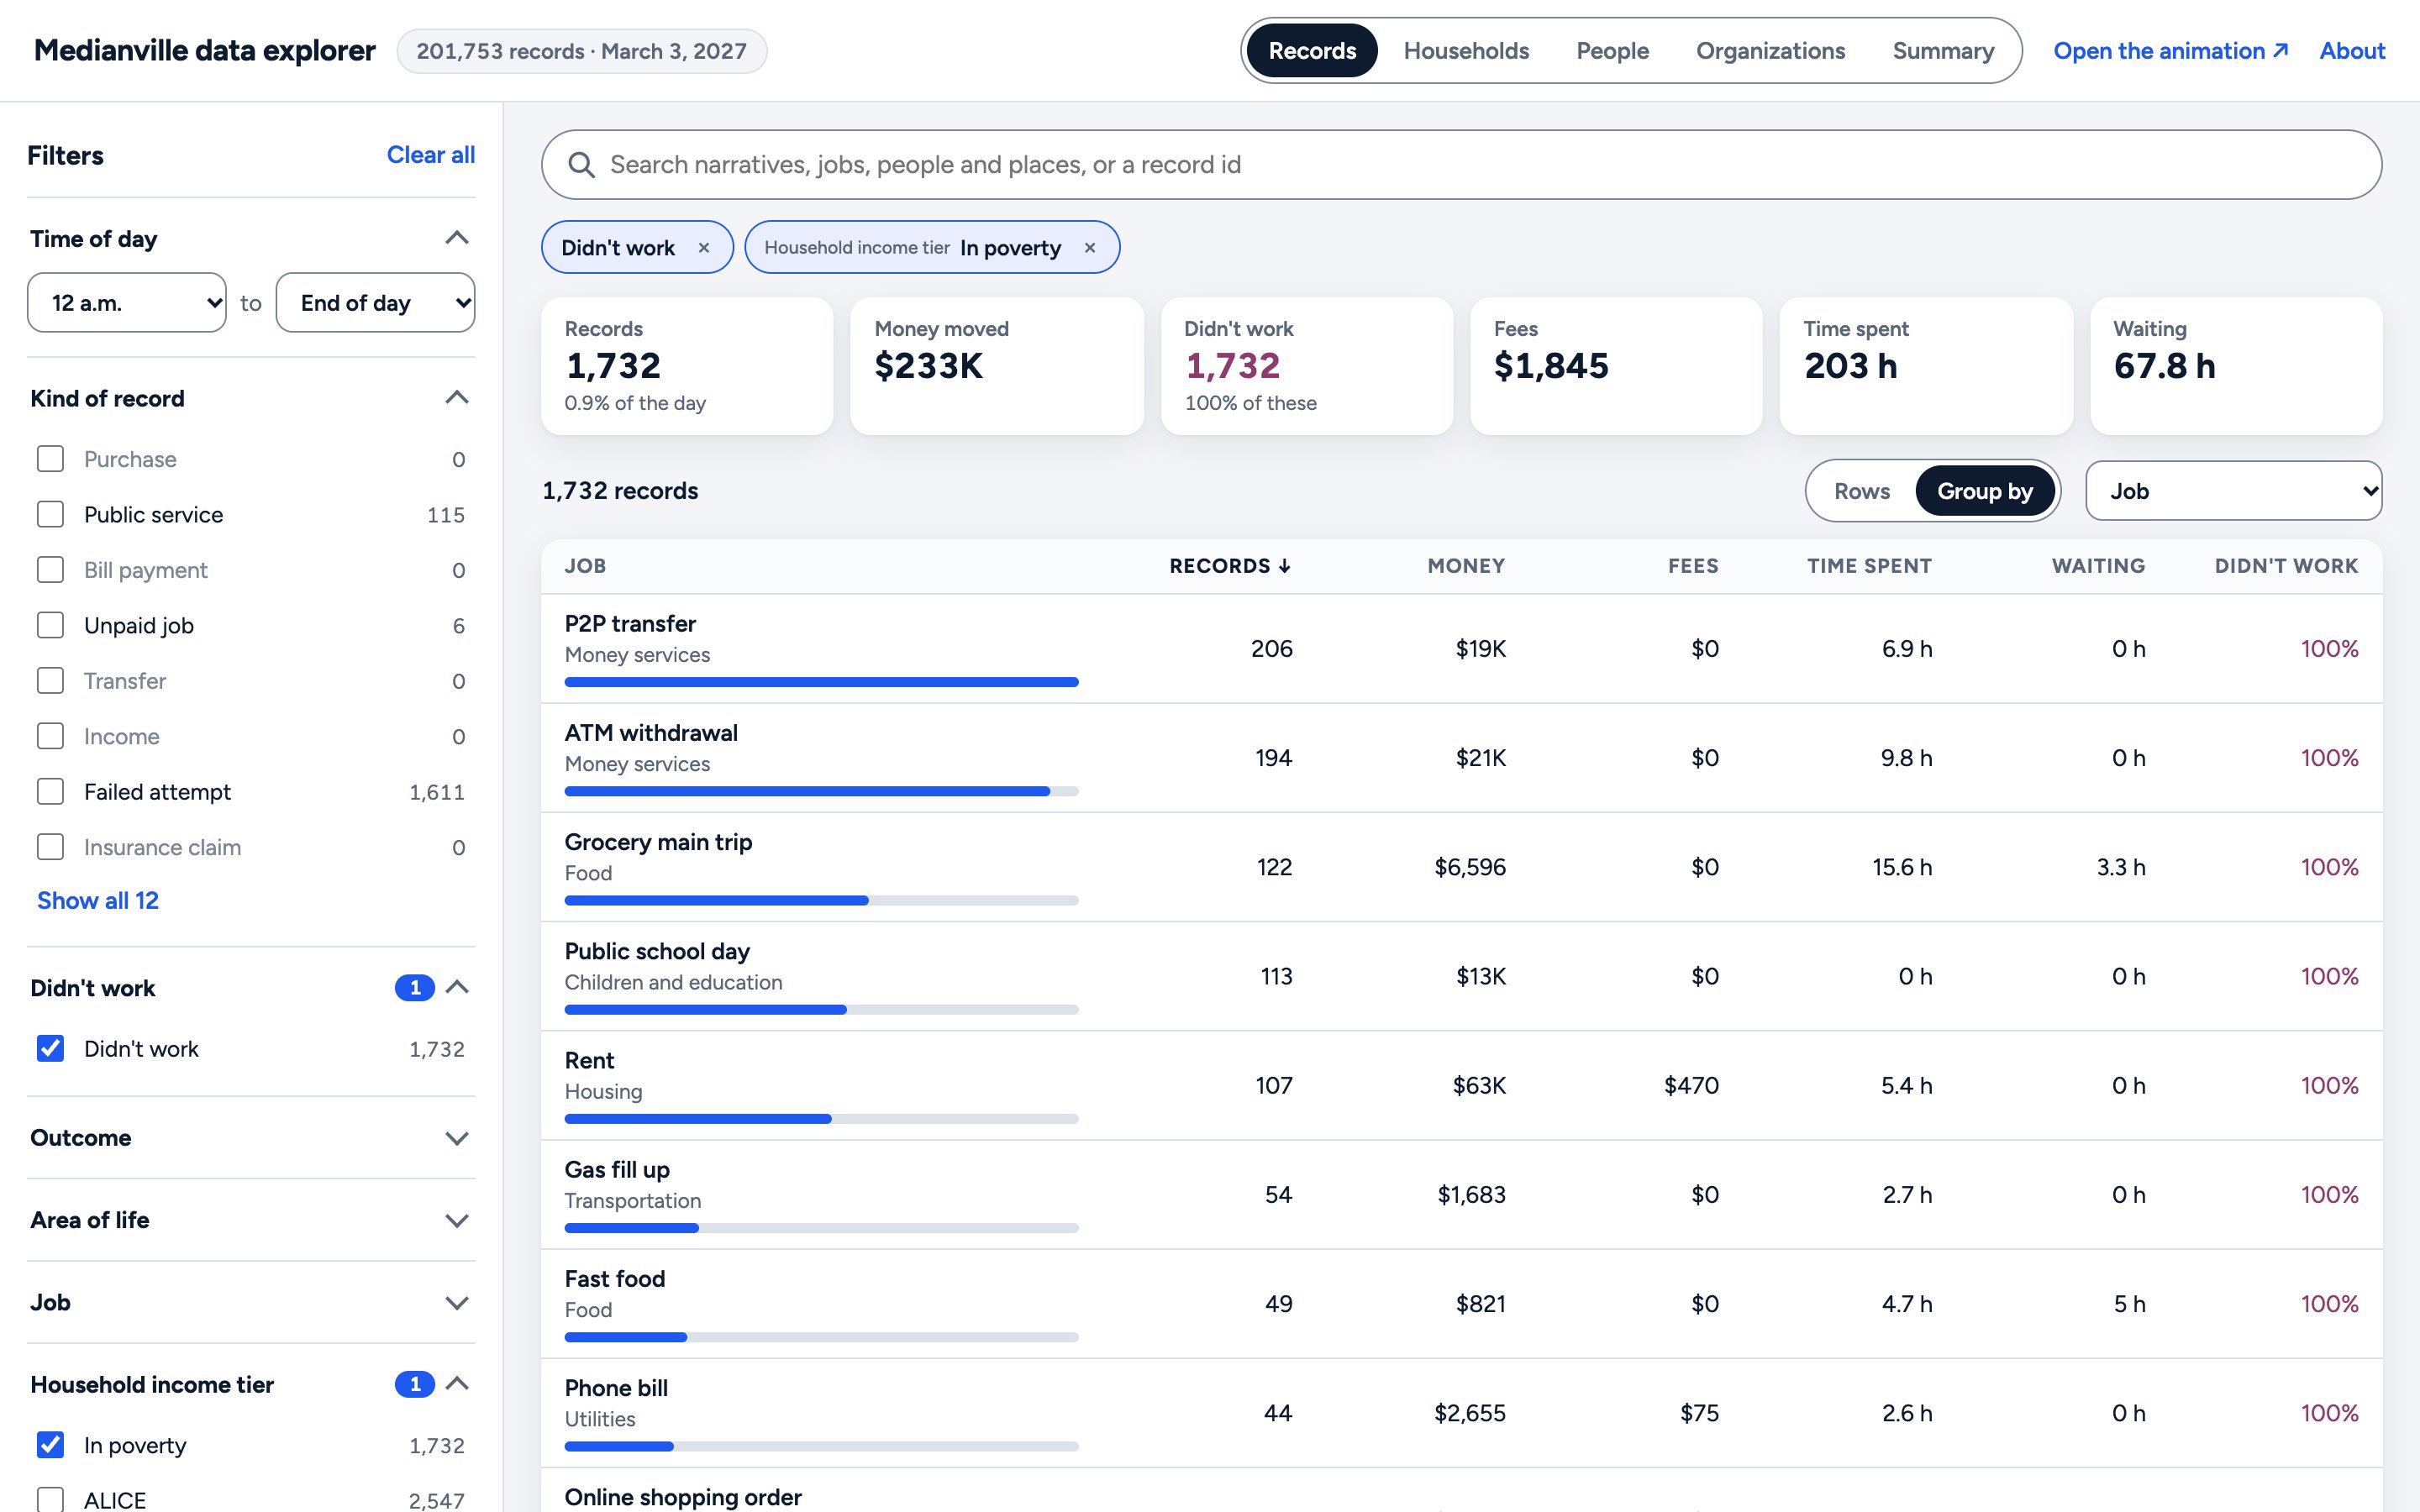 Medianville data explorer
201,753 records · March 3, 2027
Records Households People Organizations Summary
Open the animation ↗ About
Filters Clear all
Time of day
12 a.m. to End of day
Kind of record
Purchase 0
Public service 115
Bill payment 0
Unpaid job 6
Transfer 0
Income 0
Failed attempt 1,611
Insurance claim 0
Show all 12
Didn't work 1
Didn't work 1,732
Outcome
Area of life
Job
Household income tier 1
In poverty 1,732
ALICE 2,547
Search narratives, jobs, people and places, or a record id
Didn't work × Household income tier In poverty ×
Records
1,732
0.9% of the day
Money moved
$233K
Didn't work
1,732
100% of these
Fees
$1,845
Time spent
203 h
Waiting
67.8 h
1,732 records
Rows Group by Job
JOB RECORDS ↓ MONEY FEES TIME SPENT WAITING DIDN'T WORK
P2P transfer
Money services
206 $19K $0 6.9 h 0 h 100%
ATM withdrawal
Money services
194 $21K $0 9.8 h 0 h 100%
Grocery main trip
Food
122 $6,596 $0 15.6 h 3.3 h 100%
Public school day
Children and education
113 $13K $0 0 h 0 h 100%
Rent
Housing
107 $63K $470 5.4 h 0 h 100%
Gas fill up
Transportation
54 $1,683 $0 2.7 h 0 h 100%
Fast food
Food
49 $821 $0 4.7 h 5 h 100%
Phone bill
Utilities
44 $2,655 $75 2.6 h 0 h 100%
Online shopping order